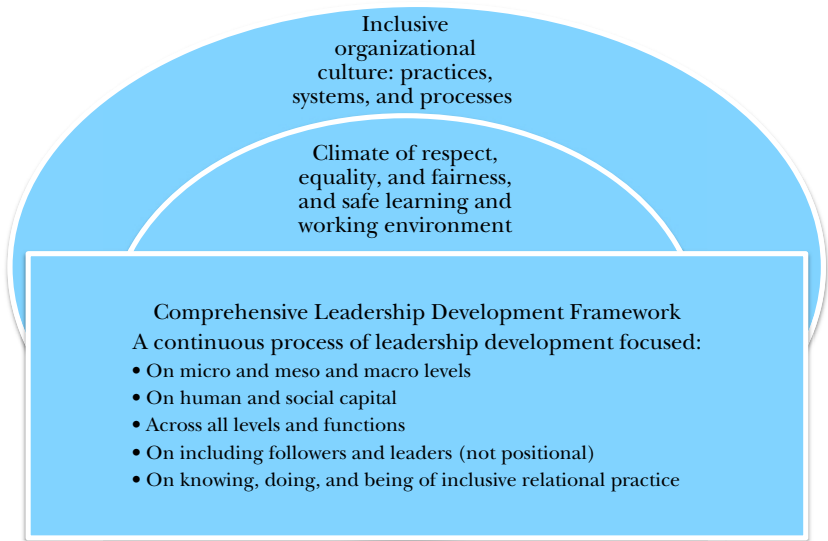 Inclusive
organizational
culture: practices,
systems, and processes
Climate of respect,
equality, and fairness,
and safe learning and
working environment
Comprehensive Leadership Development Framework
A continuous process of leadership development focused:
• On micro and meso and macro levels
• On human and social capital
• Across all levels and functions
• On including followers and leaders (not positional)
• On knowing, doing, and being of inclusive relational practice